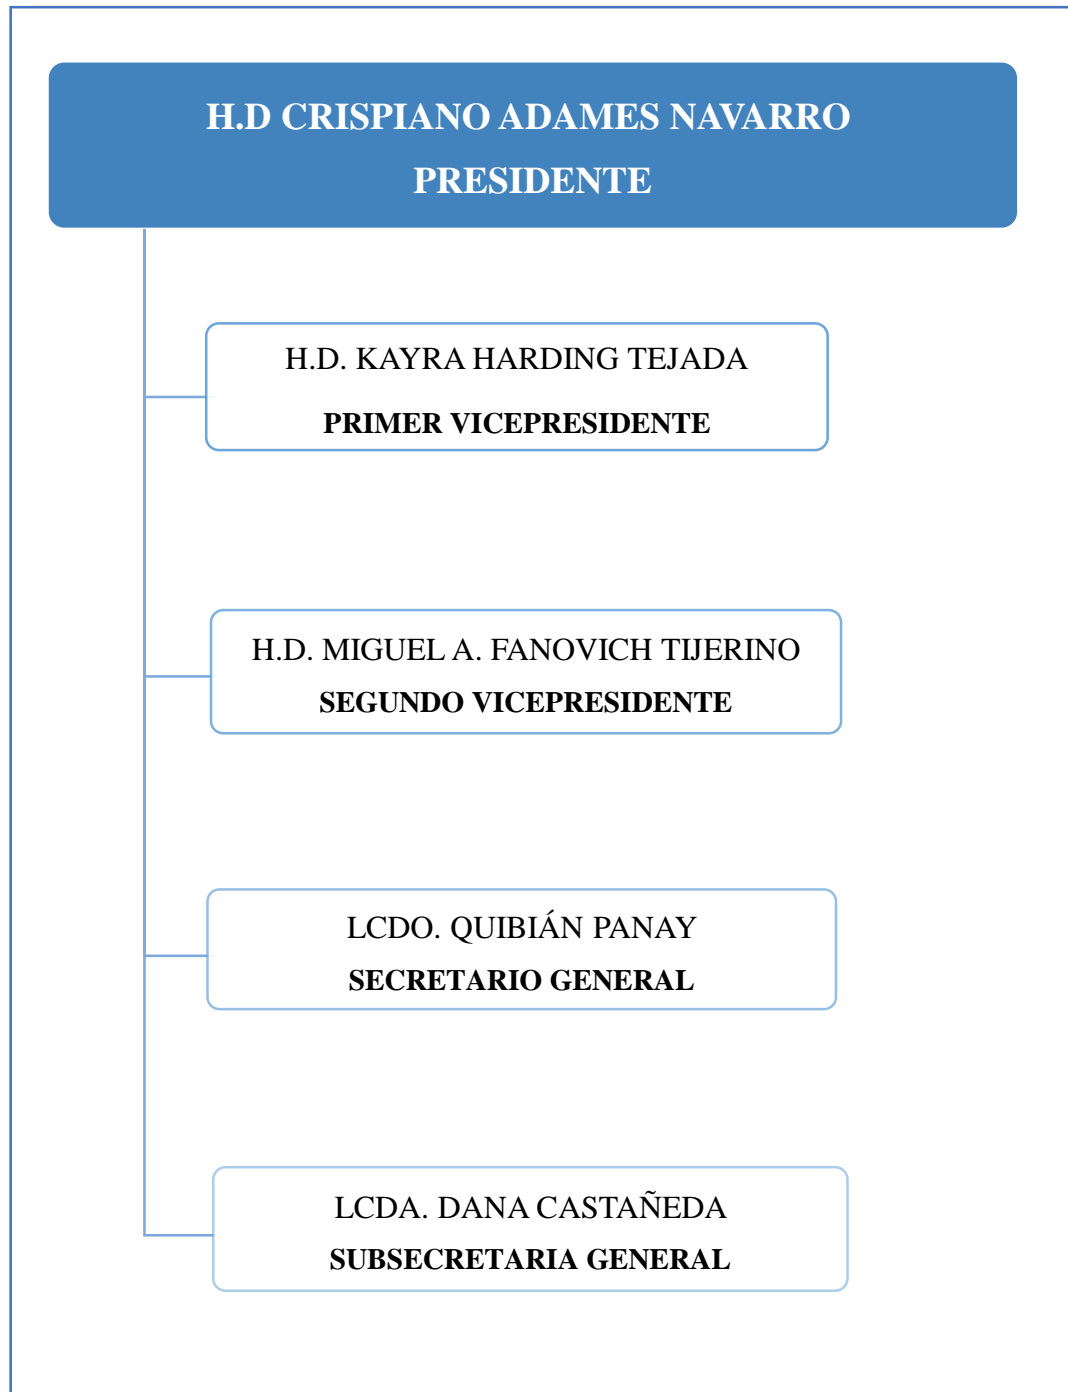 H.D CRISPIANO ADAMES NAVARRO
PRESIDENTE
H.D. KAYRA HARDING TEJADA
PRIMER VICEPRESIDENTE
H.D. MIGUEL A. FANOVICH TIJERINO
SEGUNDO VICEPRESIDENTE
LCDO. QUIBIÁN PANAY
SECRETARIO GENERAL
LCDA. DANA CASTAÑEDA
SUBSECRETARIA GENERAL